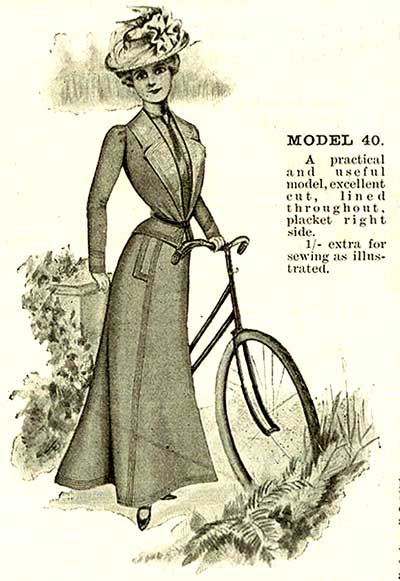 MODEL 40.
A practical
and useful
model, excellent
cut, lined
throughout,
placket right
side.
1/- extra for
sewing as illus-
trated.